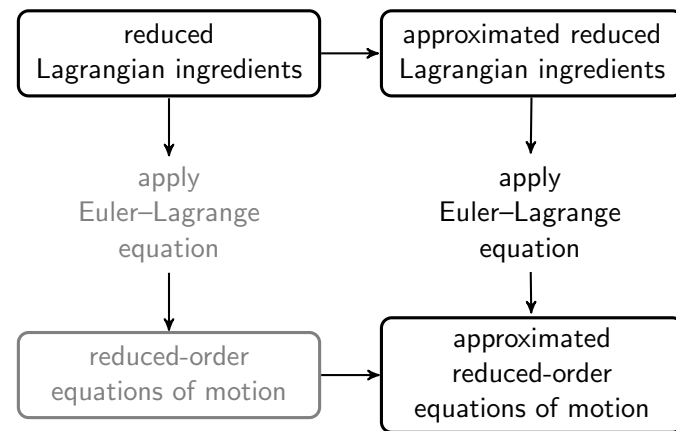 reduced
Lagrangian ingredients
approximated reduced
Lagrangian ingredients
apply
Euler–Lagrange
equation
apply
Euler–Lagrange
equation
reduced-order
equations of motion
approximated
reduced-order
equations of motion